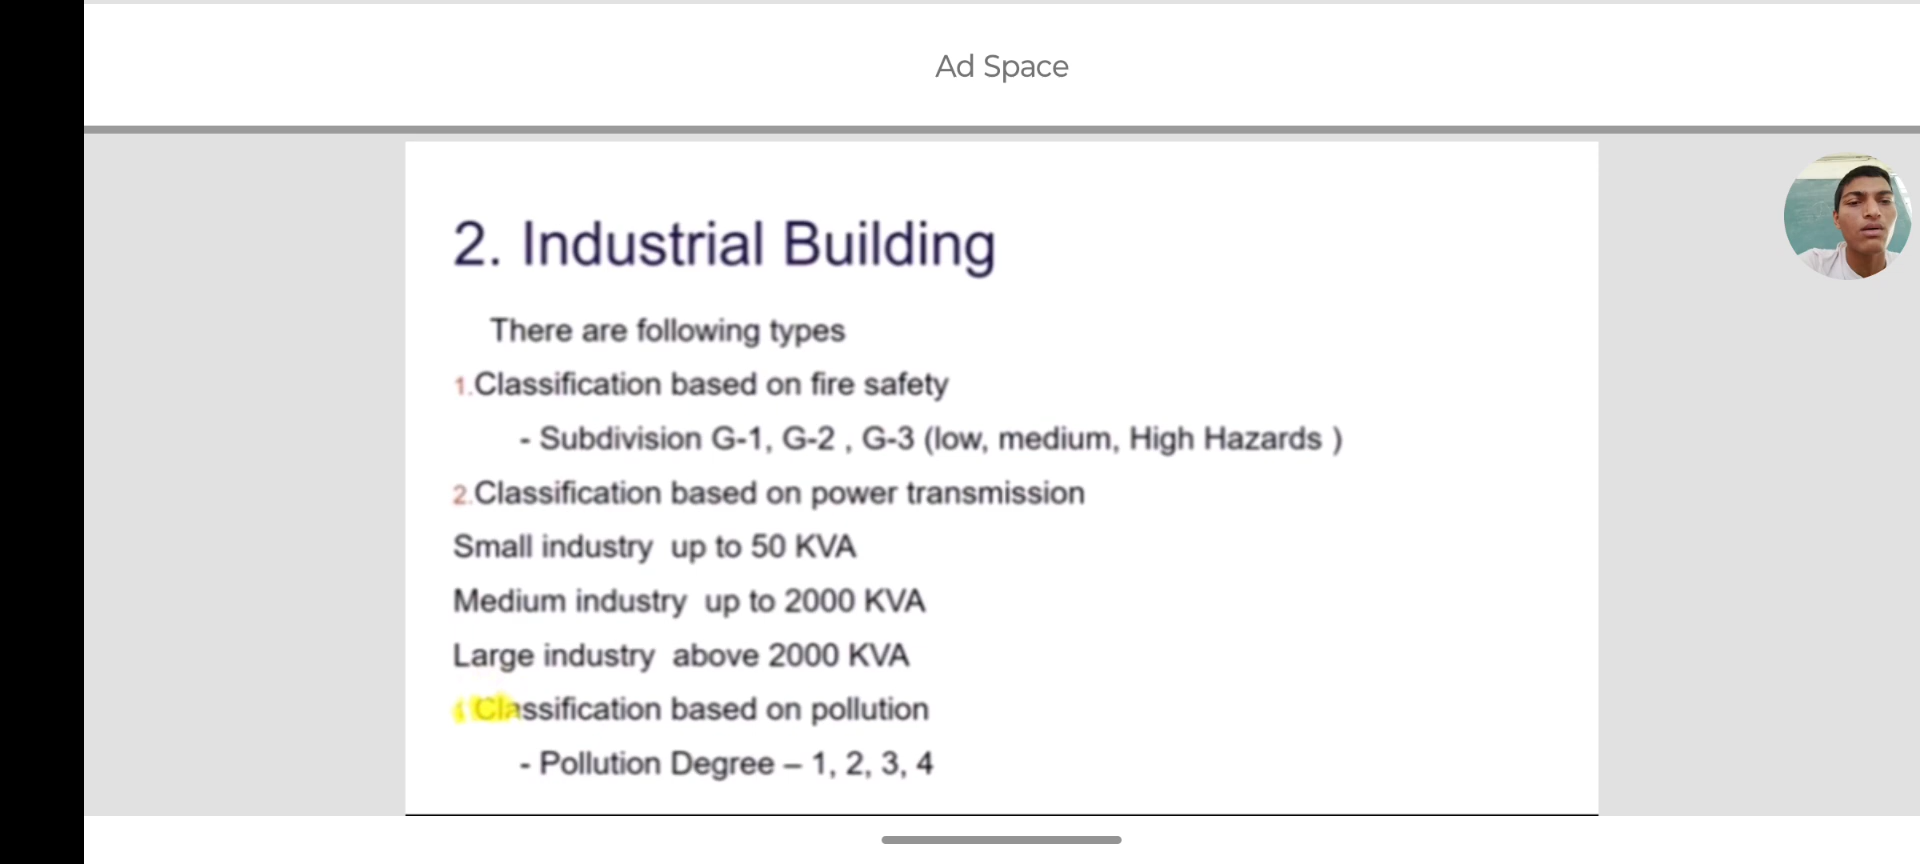 Ad Space
2. Industrial Building
There are following types
1.Classification based on fire safety
- Subdivision G-1, G-2 , G-3 (low, medium, High Hazards )
2.Classification based on power transmission
Small industry up to 50 KVA
Medium industry up to 2000 KVA
Large industry above 2000 KVA
Classification based on pollution
- Pollution Degree – 1, 2, 3, 4